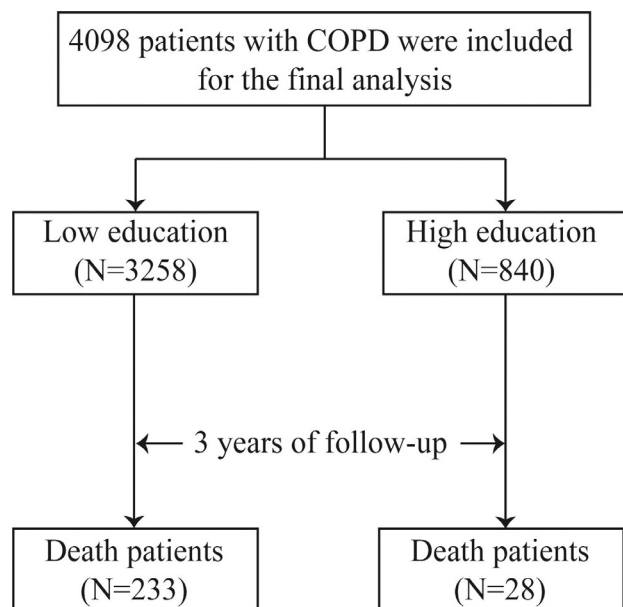 4098 patients with COPD were included
for the final analysis
Low education
(N=3258)
High education
(N=840)
3 years of follow-up
Death patients
(N=233)
Death patients
(N=28)